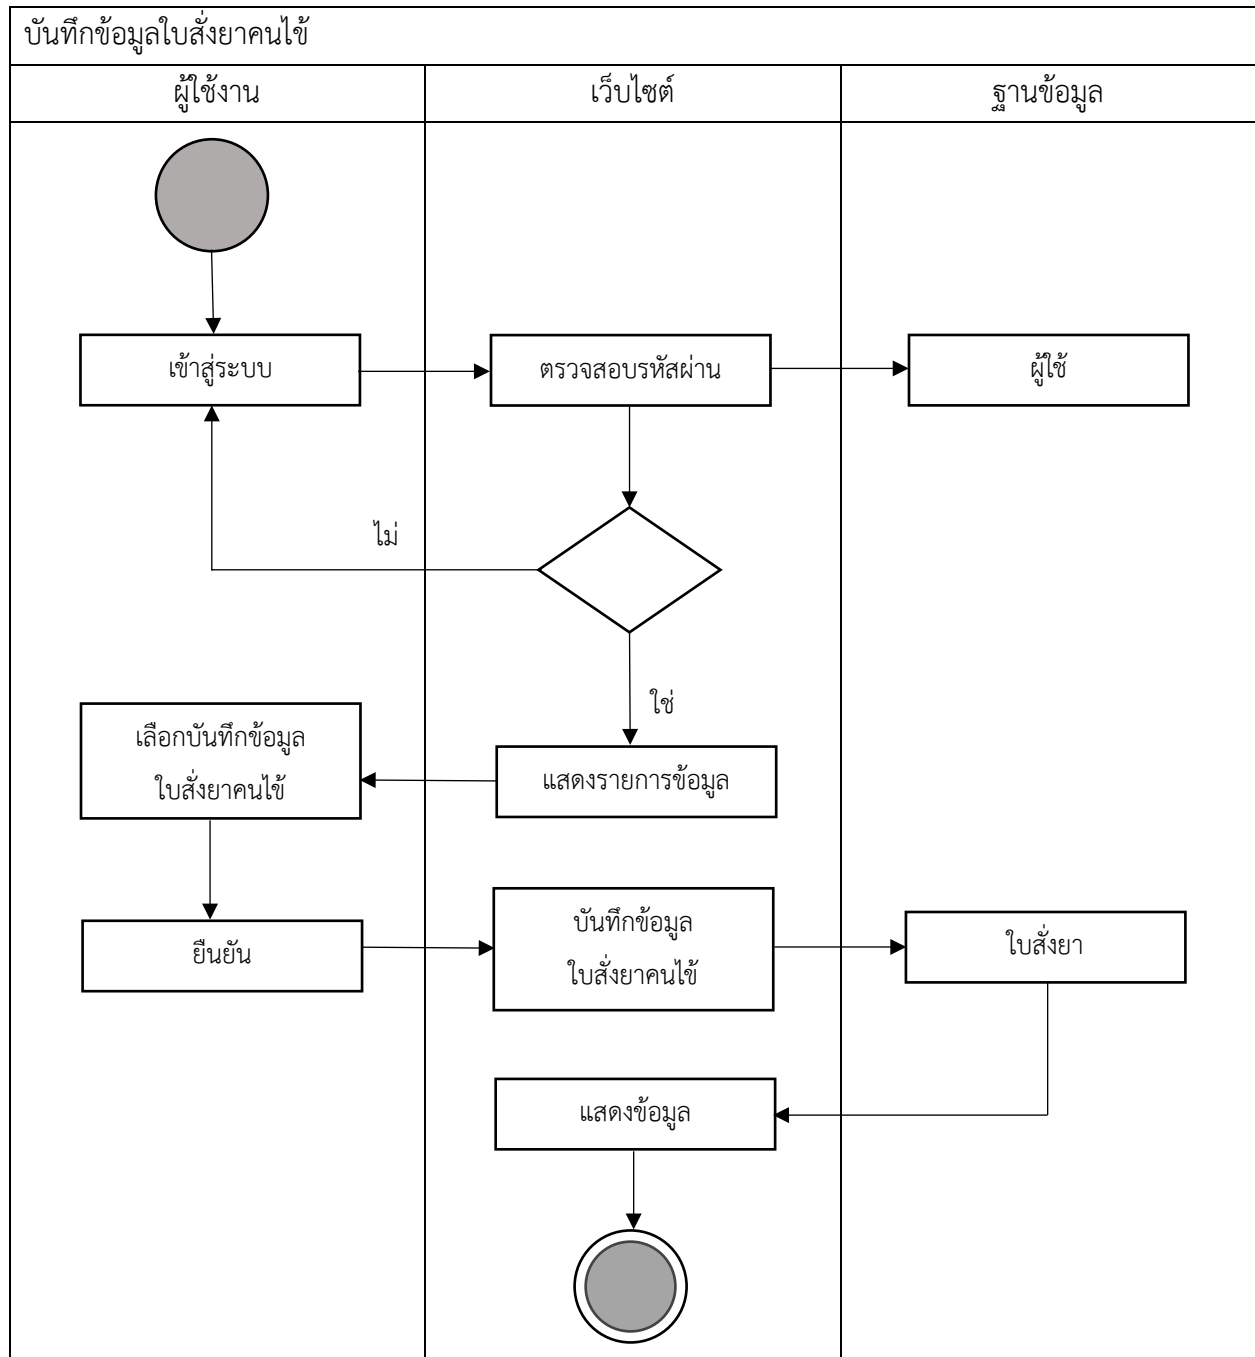 บันทึกข้อมูลใบสั่งยาคนไข้
ผู้ใช้งาน
เว็บไซต์
ฐานข้อมูล
เข้าสู่ระบบ
ตรวจสอบรหัสผ่าน
ผู้ใช้
ไม่
ใช่
เลือกบันทึกข้อมูล
ใบสั่งยาคนไข้
แสดงรายการข้อมูล
ยืนยัน
บันทึกข้อมูล
ใบสั่งยาคนไข้
ใบสั่งยา
แสดงข้อมูล